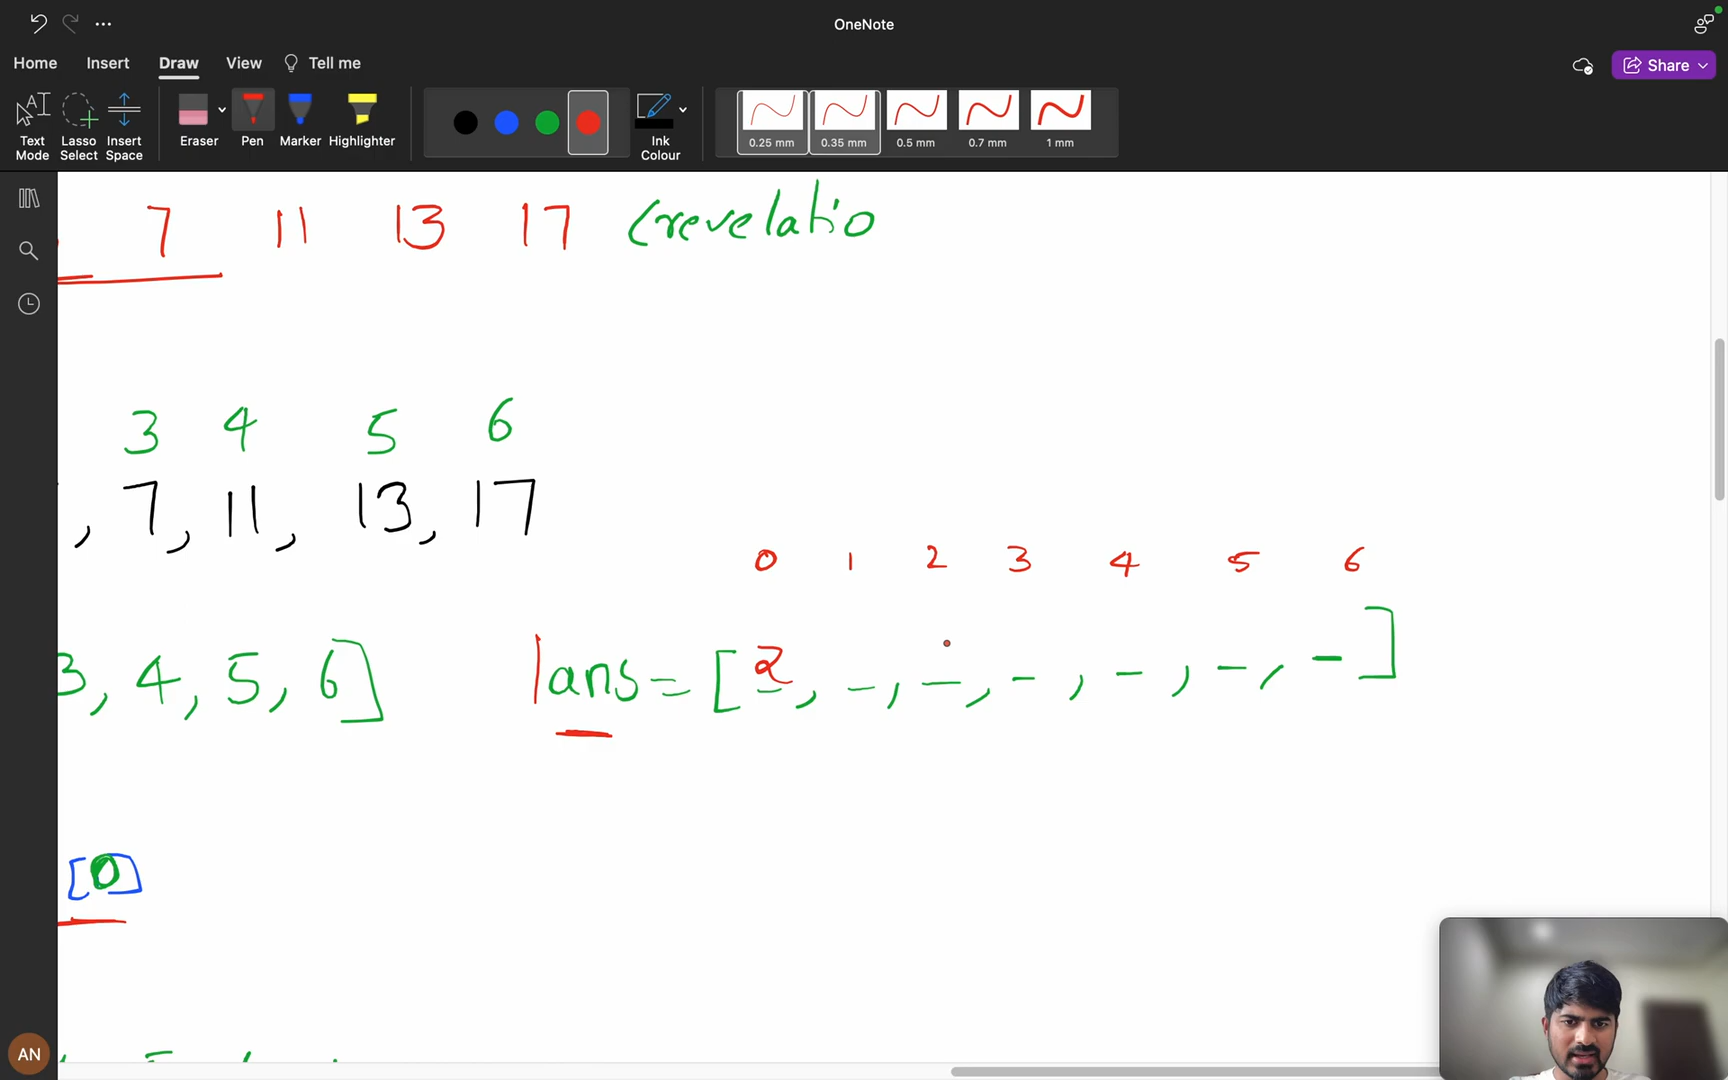 OneNote
Home Insert Draw View Tell me
Share
Text Mode
Lasso Select
Insert Space
Eraser
Pen
Marker
Highlighter
Ink Colour
0.25 mm 0.35 mm 0.5 mm 0.7 mm 1 mm
7 11 13 17 (revelatio
3 4 5 6
, 7, 11, 13, 17
0 1 2 3 4 5 6
3, 4, 5, 6] ans = [ 2, _, _, _, _, _, _ ]
[0]
AN